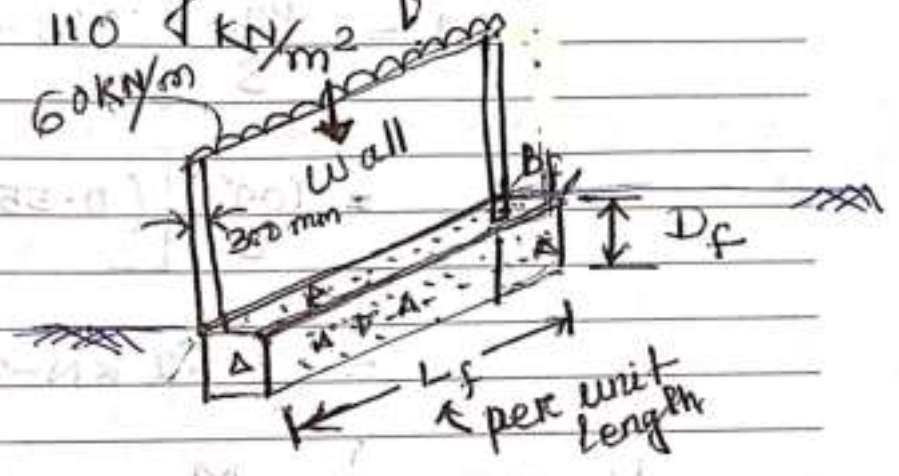 110 KN/m²
60KN/m
Wall
300 mm
Bf
Df
Lf
per unit
length